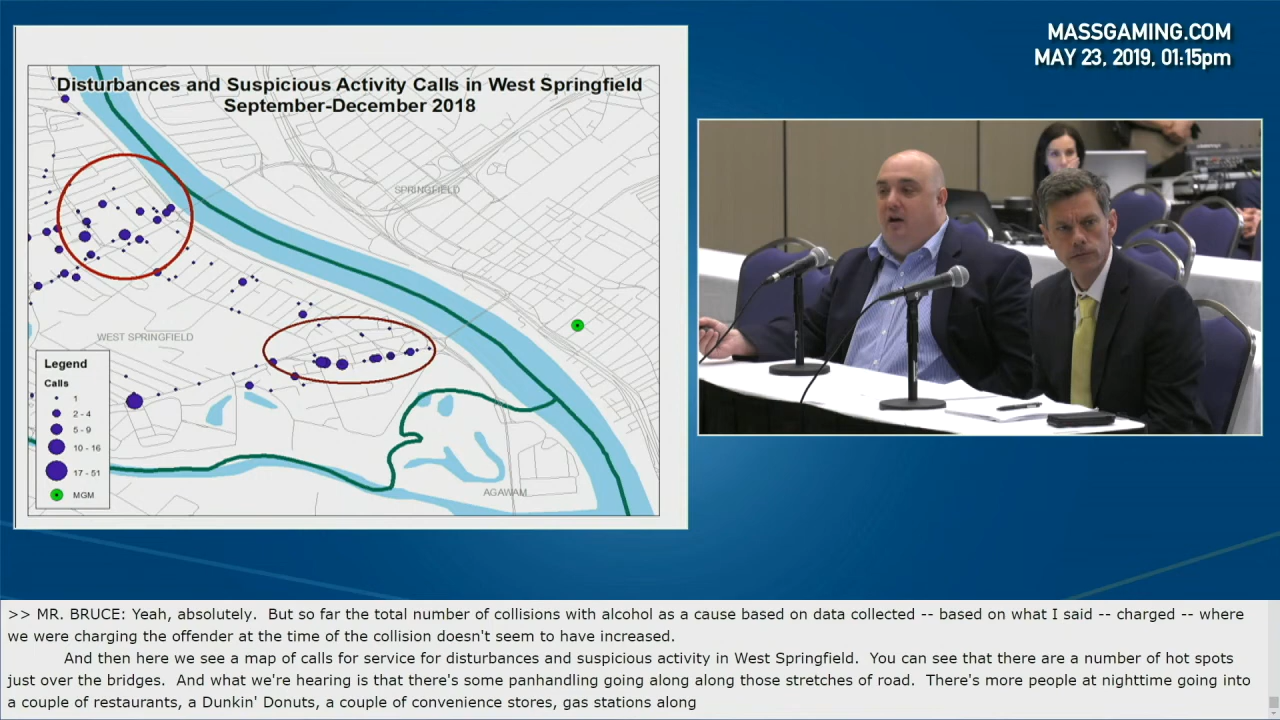 MASSGAMING.COM
MAY 23, 2019, 01:15pm
Disturbances and Suspicious Activity Calls in West Springfield
September-December 2018
SPRINGFIELD
WEST SPRINGFIELD
AGAWAM
Legend
Calls
1
2 - 4
5 - 9
10 - 16
17 - 51
MGM
>> MR. BRUCE: Yeah, absolutely.  But so far the total number of collisions with alcohol as a cause based on data collected -- based on what I said -- charged -- where
we were charging the offender at the time of the collision doesn't seem to have increased.
And then here we see a map of calls for service for disturbances and suspicious activity in West Springfield.  You can see that there are a number of hot spots
just over the bridges.  And what we're hearing is that there's some panhandling going along along those stretches of road.  There's more people at nighttime going into
a couple of restaurants, a Dunkin' Donuts, a couple of convenience stores, gas stations along